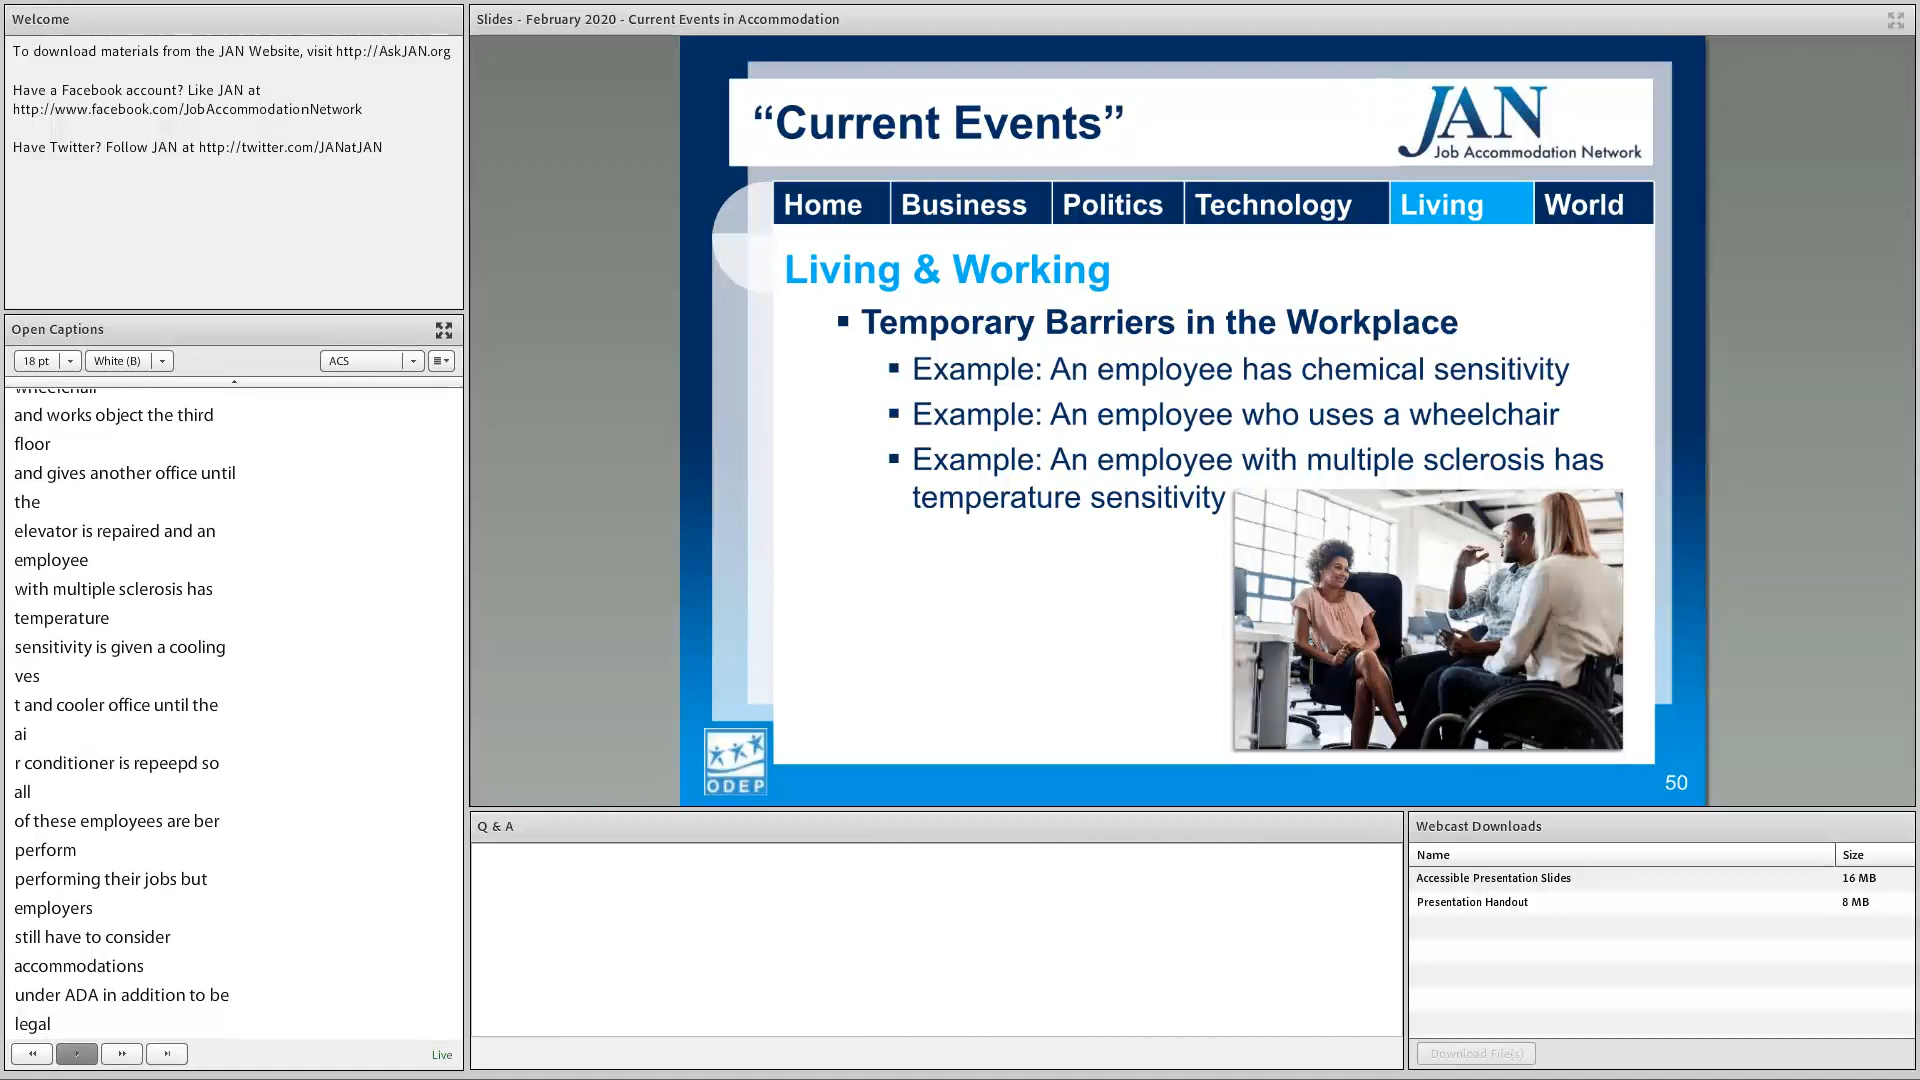 Welcome
To download materials from the JAN Website, visit http://AskJAN.org
Have a Facebook account? Like JAN at
http://www.facebook.com/JobAccommodationNetwork
Have Twitter? Follow JAN at http://twitter.com/JANatJAN
Open Captions
18 pt White (B) ACS
wheelchair
and works object the third
floor
and gives another office until
the
elevator is repaired and an
employee
with multiple sclerosis has
temperature
sensitivity is given a cooling
ves
t and cooler office until the
ai
r conditioner is repeepd so
all
of these employees are ber
perform
performing their jobs but
employers
still have to consider
accommodations
under ADA in addition to be
legal
Live
Slides - February 2020 - Current Events in Accommodation
“Current Events”
JAN
Job Accommodation Network
Home Business Politics Technology Living World
Living & Working
Temporary Barriers in the Workplace
Example: An employee has chemical sensitivity
Example: An employee who uses a wheelchair
Example: An employee with multiple sclerosis has
temperature sensitivity
ODEP
50
Q & A
Webcast Downloads
Name Size
Accessible Presentation Slides 16 MB
Presentation Handout 8 MB
Download File(s)